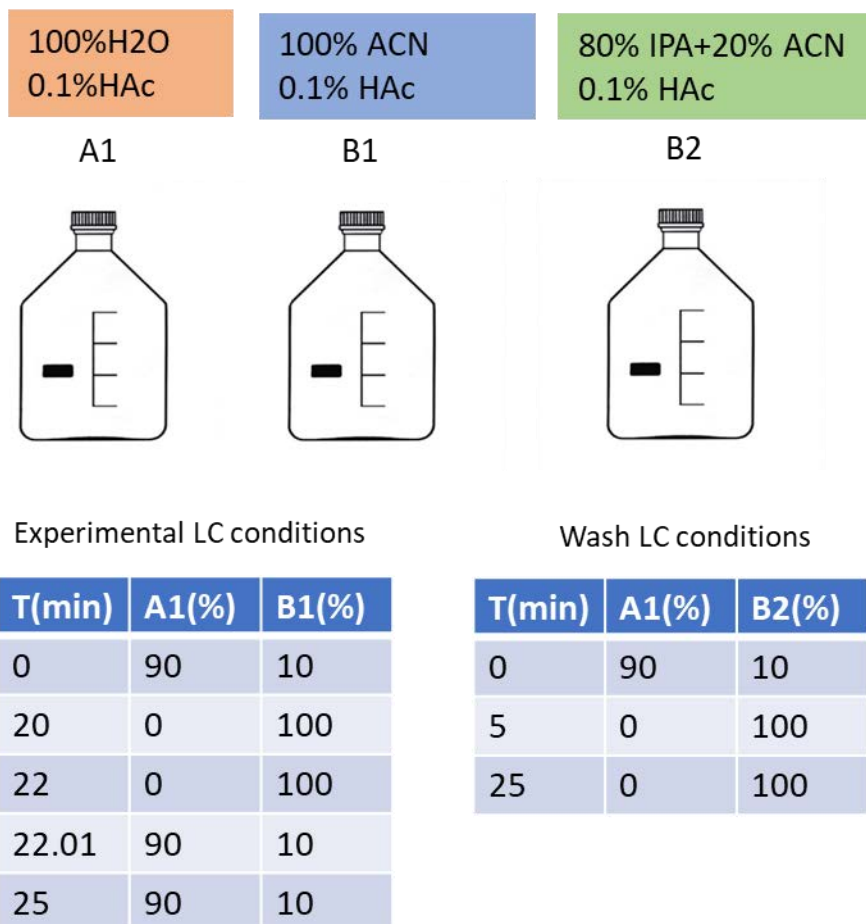 100%H2O
0.1%HAc
100% ACN
0.1% HAc
80% IPA+20% ACN
0.1% HAc
A1
B1
B2
Experimental LC conditions
T(min) A1(%) B1(%)
0 90 10
20 0 100
22 0 100
22.01 90 10
25 90 10
Wash LC conditions
T(min) A1(%) B2(%)
0 90 10
5 0 100
25 0 100